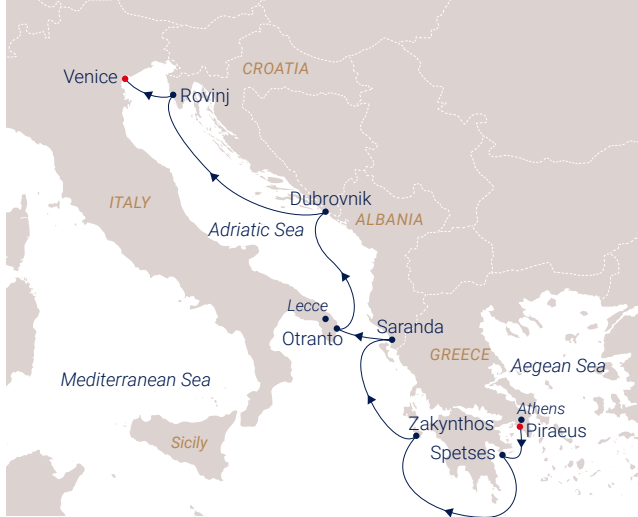 CROATIA
Venice
Rovinj
ITALY
Dubrovnik
ALBANIA
Adriatic Sea
Lecce
Saranda
Otranto
GREECE
Aegean Sea
Mediterranean Sea
Athens
Zakynthos
Piraeus
Sicily
Spetses